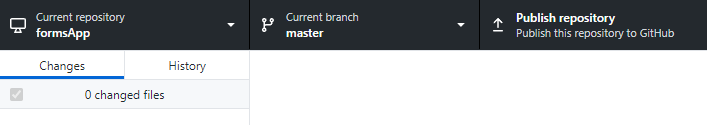 Current repository
formsApp
Current branch
master
Publish repository
Publish this repository to GitHub
Changes
History
0 changed files